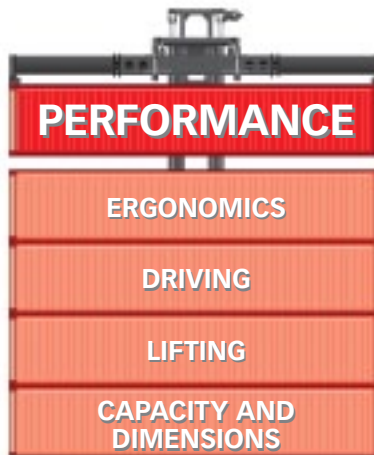 PERFORMANCE
ERGONOMICS
DRIVING
LIFTING
CAPACITY AND
DIMENSIONS